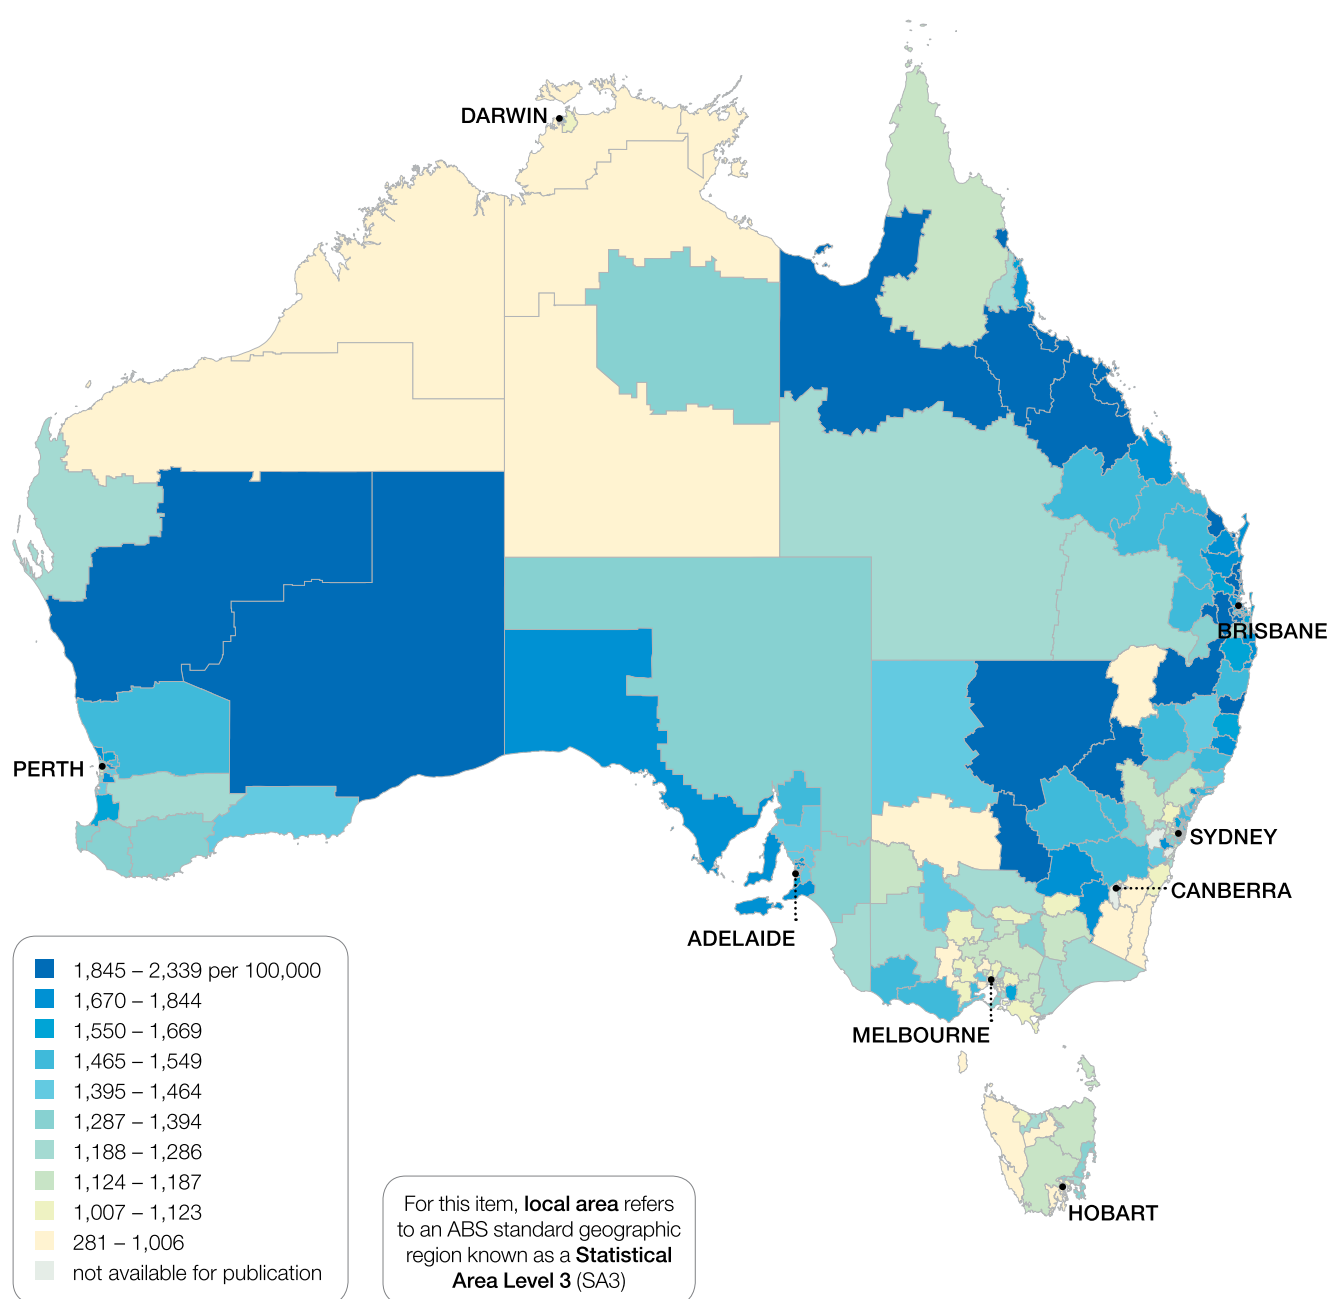 DARWIN
BRISBANE
PERTH
SYDNEY
CANBERRA
ADELAIDE
MELBOURNE
HOBART
1,845 – 2,339 per 100,000
1,670 – 1,844
1,550 – 1,669
1,465 – 1,549
1,395 – 1,464
1,287 – 1,394
1,188 – 1,286
1,124 – 1,187
1,007 – 1,123
281 – 1,006
not available for publication
For this item, local area refers
to an ABS standard geographic
region known as a Statistical
Area Level 3 (SA3)